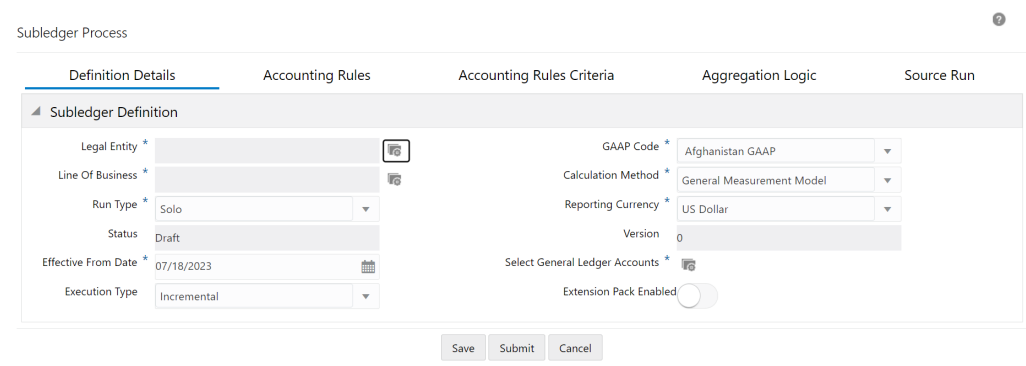 Subledger Process
?
Definition Details Accounting Rules Accounting Rules Criteria Aggregation Logic Source Run
Subledger Definition
Legal Entity *
GAAP Code * Afghanistan GAAP
Line Of Business *
Calculation Method * General Measurement Model
Run Type * Solo
Reporting Currency * US Dollar
Status Draft
Version 0
Effective From Date * 07/18/2023
Select General Ledger Accounts *
Execution Type Incremental
Extension Pack Enabled
Save Submit Cancel